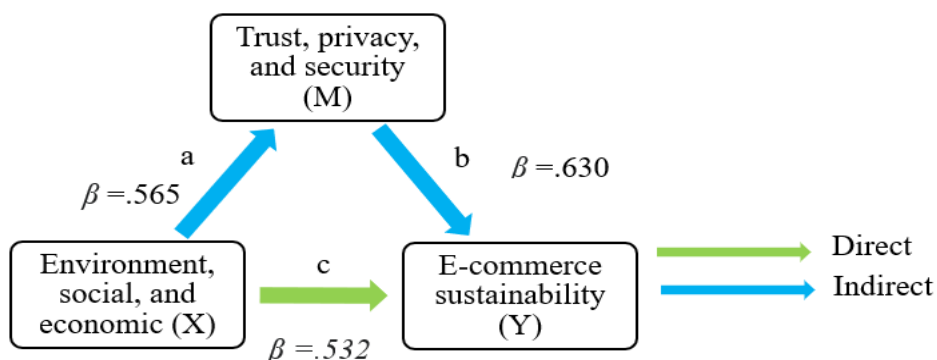 Trust, privacy,
and security
(M)
a
b
β =.565
β =.630
Environment,
social, and
economic (X)
c
β =.532
E-commerce
sustainability
(Y)
Direct
Indirect